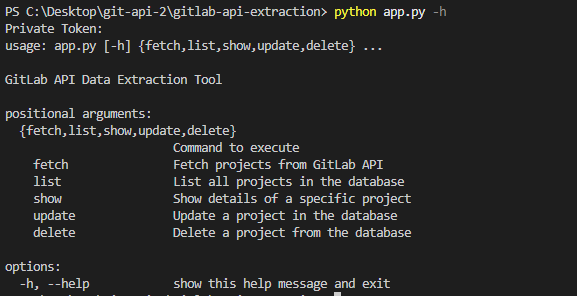 PS C:\Desktop\git-api-2\gitlab-api-extraction> python app.py -h
Private Token:
usage: app.py [-h] {fetch,list,show,update,delete} ...
GitLab API Data Extraction Tool
positional arguments:
{fetch,list,show,update,delete}
Command to execute
fetch Fetch projects from GitLab API
list List all projects in the database
show Show details of a specific project
update Update a project in the database
delete Delete a project from the database
options:
-h, --help show this help message and exit